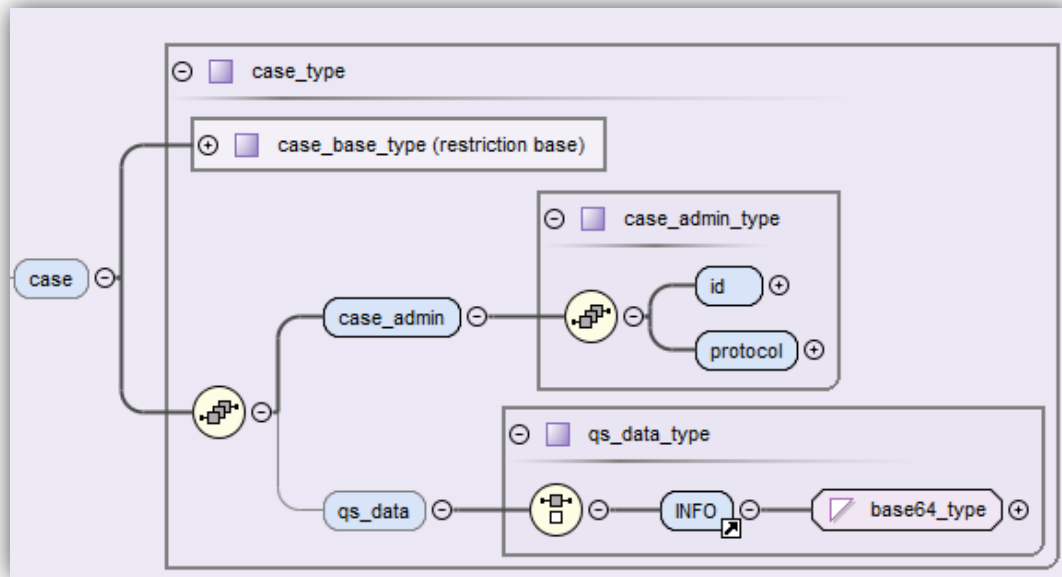 case_type
case_base_type (restriction base)
case_admin_type
case
id
case_admin
protocol
qs_data_type
qs_data
INFO
base64_type